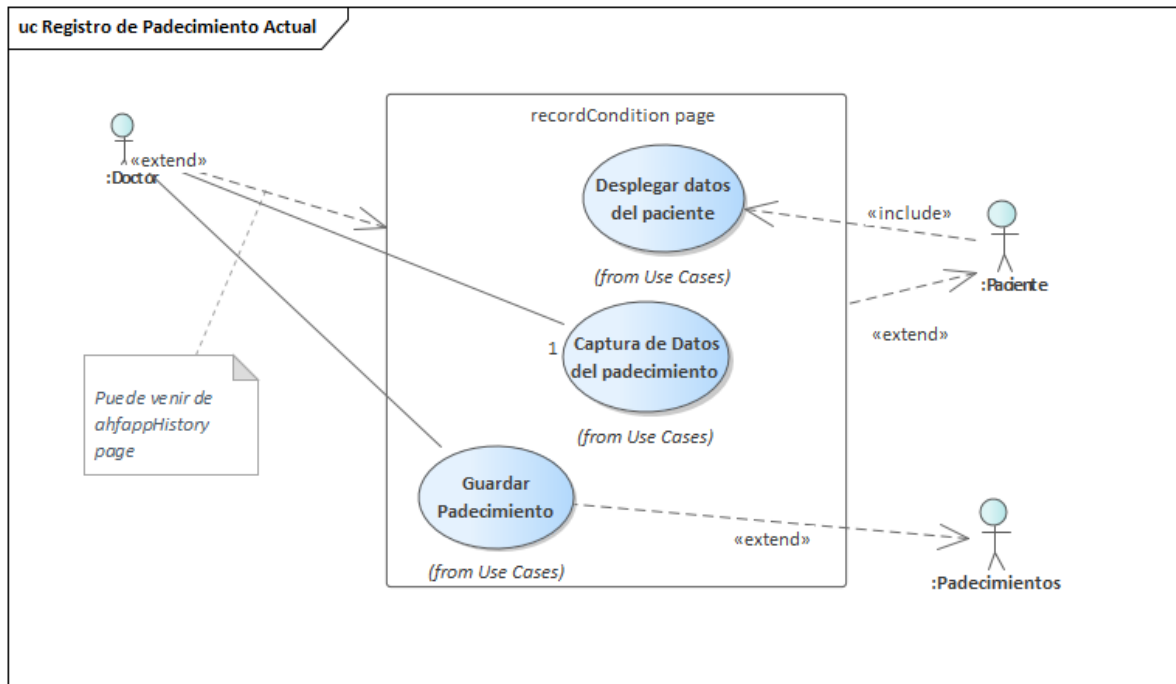 uc Registro de Padecimiento Actual
recordCondition page
«extend»
:Doctor
Desplegar datos
del paciente
«include»
(from Use Cases)
:Paciente
«extend»
1
Captura de Datos
del padecimiento
(from Use Cases)
Puede venir de
ahfappHistory
page
Guardar
Padecimiento
«extend»
(from Use Cases)
:Padecimientos